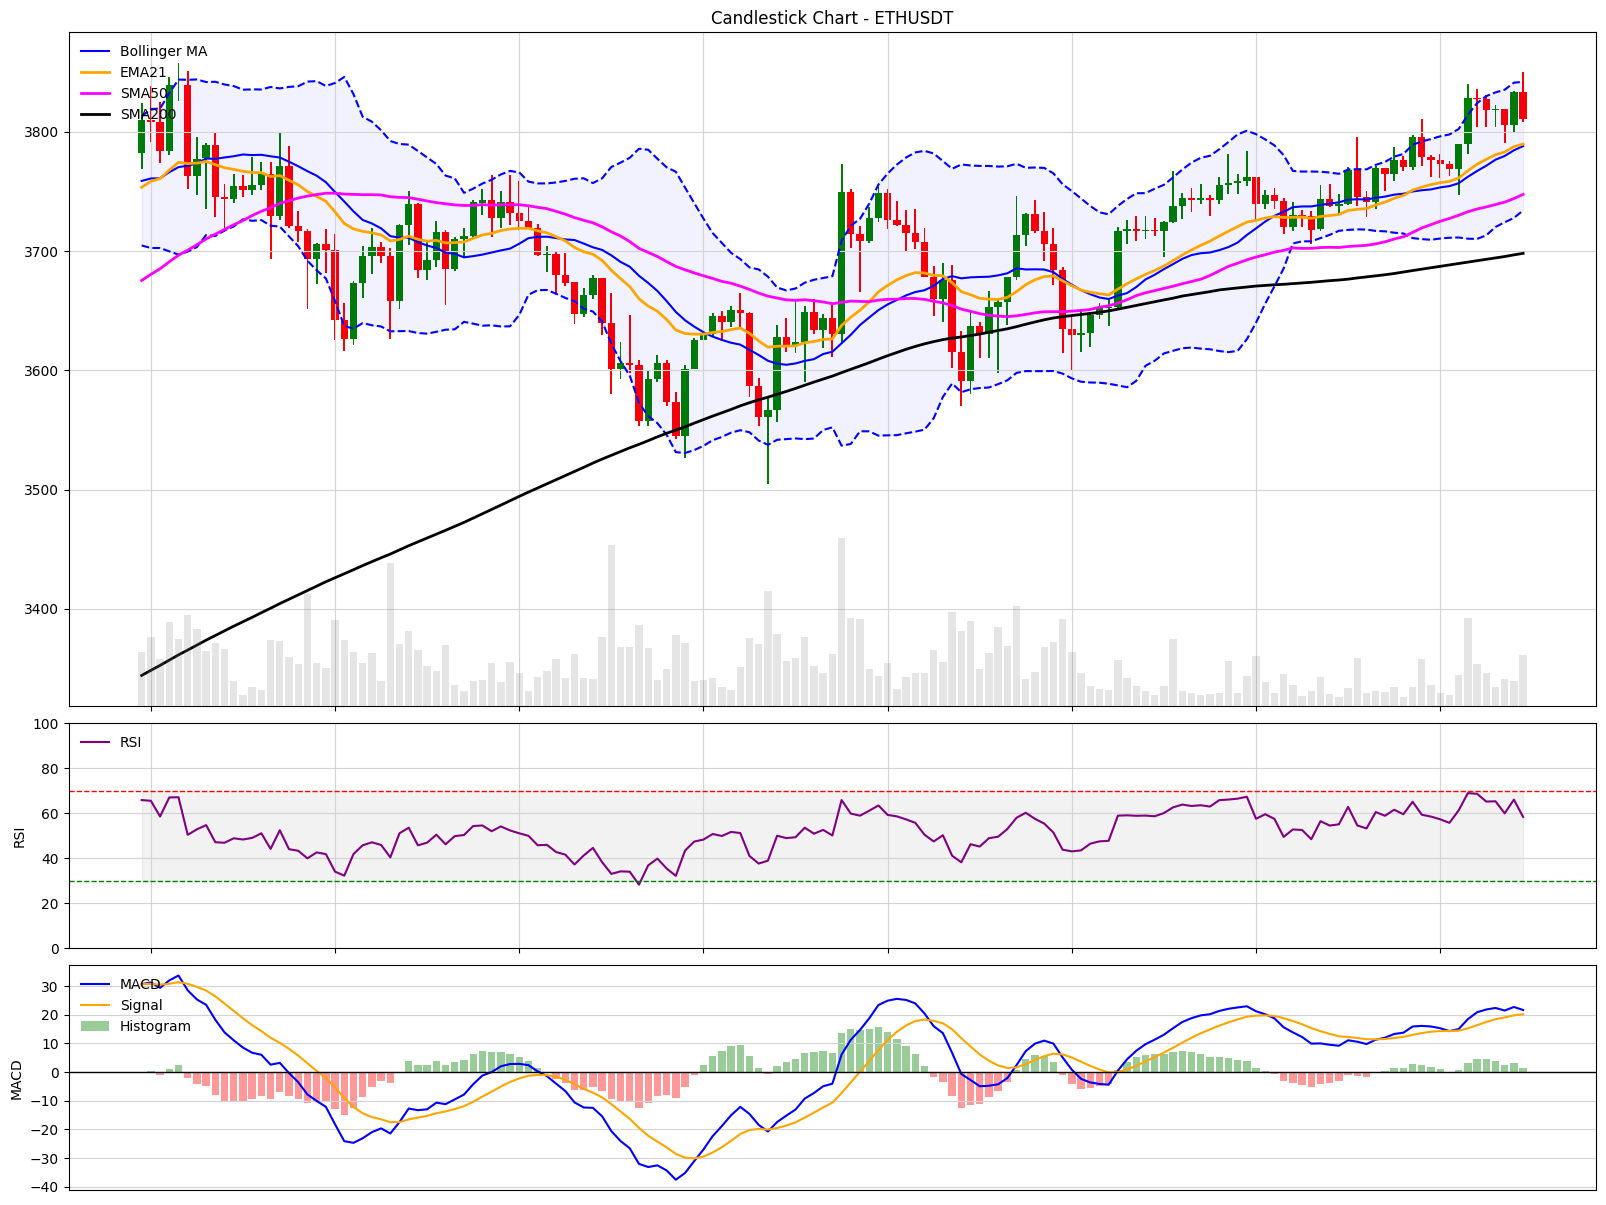 Candlestick Chart - ETHUSDT
Bollinger MA
EMA21
SMA50
SMA200
3800
3700
3600
3500
3400
RSI
100
80
60
40
20
0
RSI
MACD
Signal
Histogram
30
20
10
0
−10
−20
−30
−40
MACD